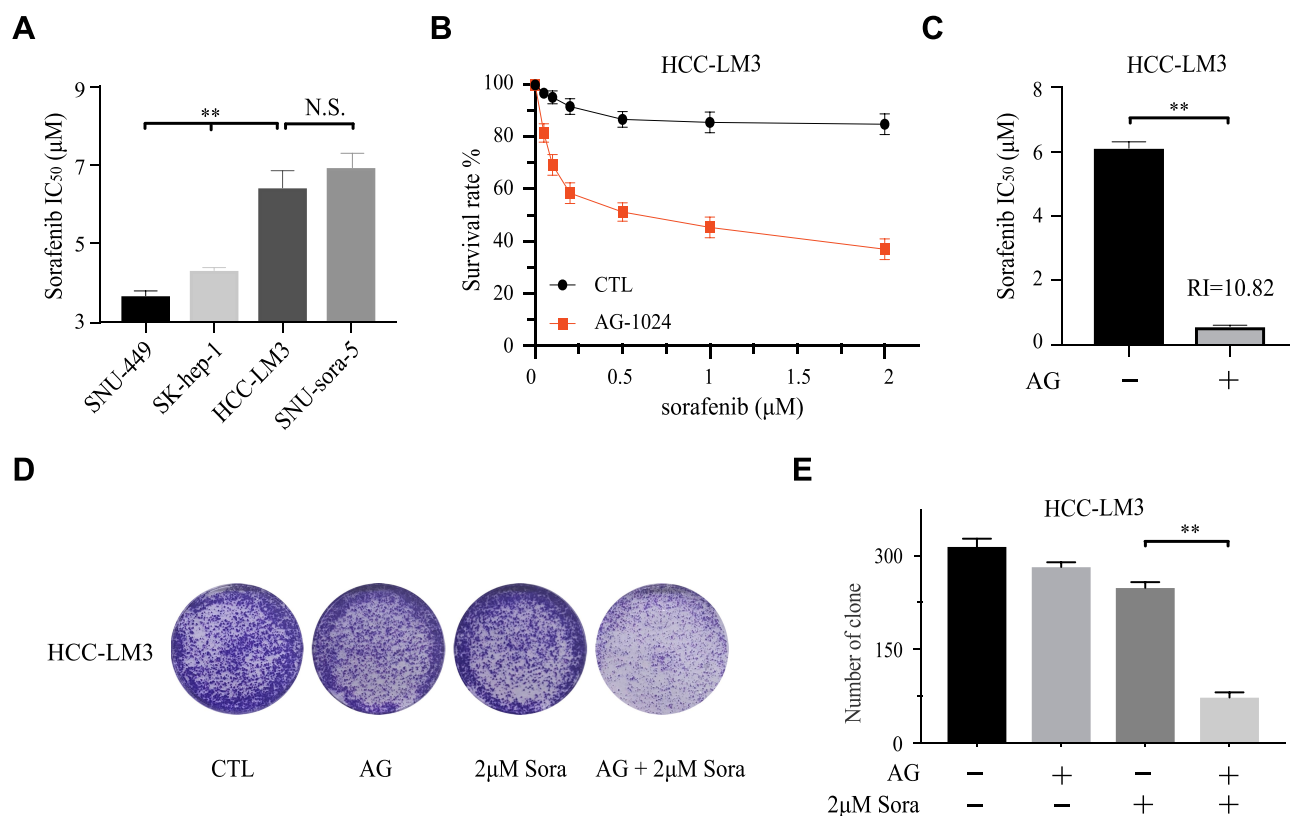 A
Sorafenib IC₅₀ (μM)
9
7
5
3
**
N.S.
SNU-449
SK-hep-1
HCC-LM3
SNU-sora-5
B
HCC-LM3
Survival rate %
100
80
60
40
20
0
CTL
AG-1024
0
0.5
1
1.5
2
sorafenib (μM)
C
HCC-LM3
Sorafenib IC₅₀ (μM)
8
6
4
2
0
**
RI=10.82
AG − +
D
HCC-LM3
CTL
AG
2μM Sora
AG + 2μM Sora
E
HCC-LM3
Number of clone
300
150
0
**
AG − + − +
2μM Sora − − + +